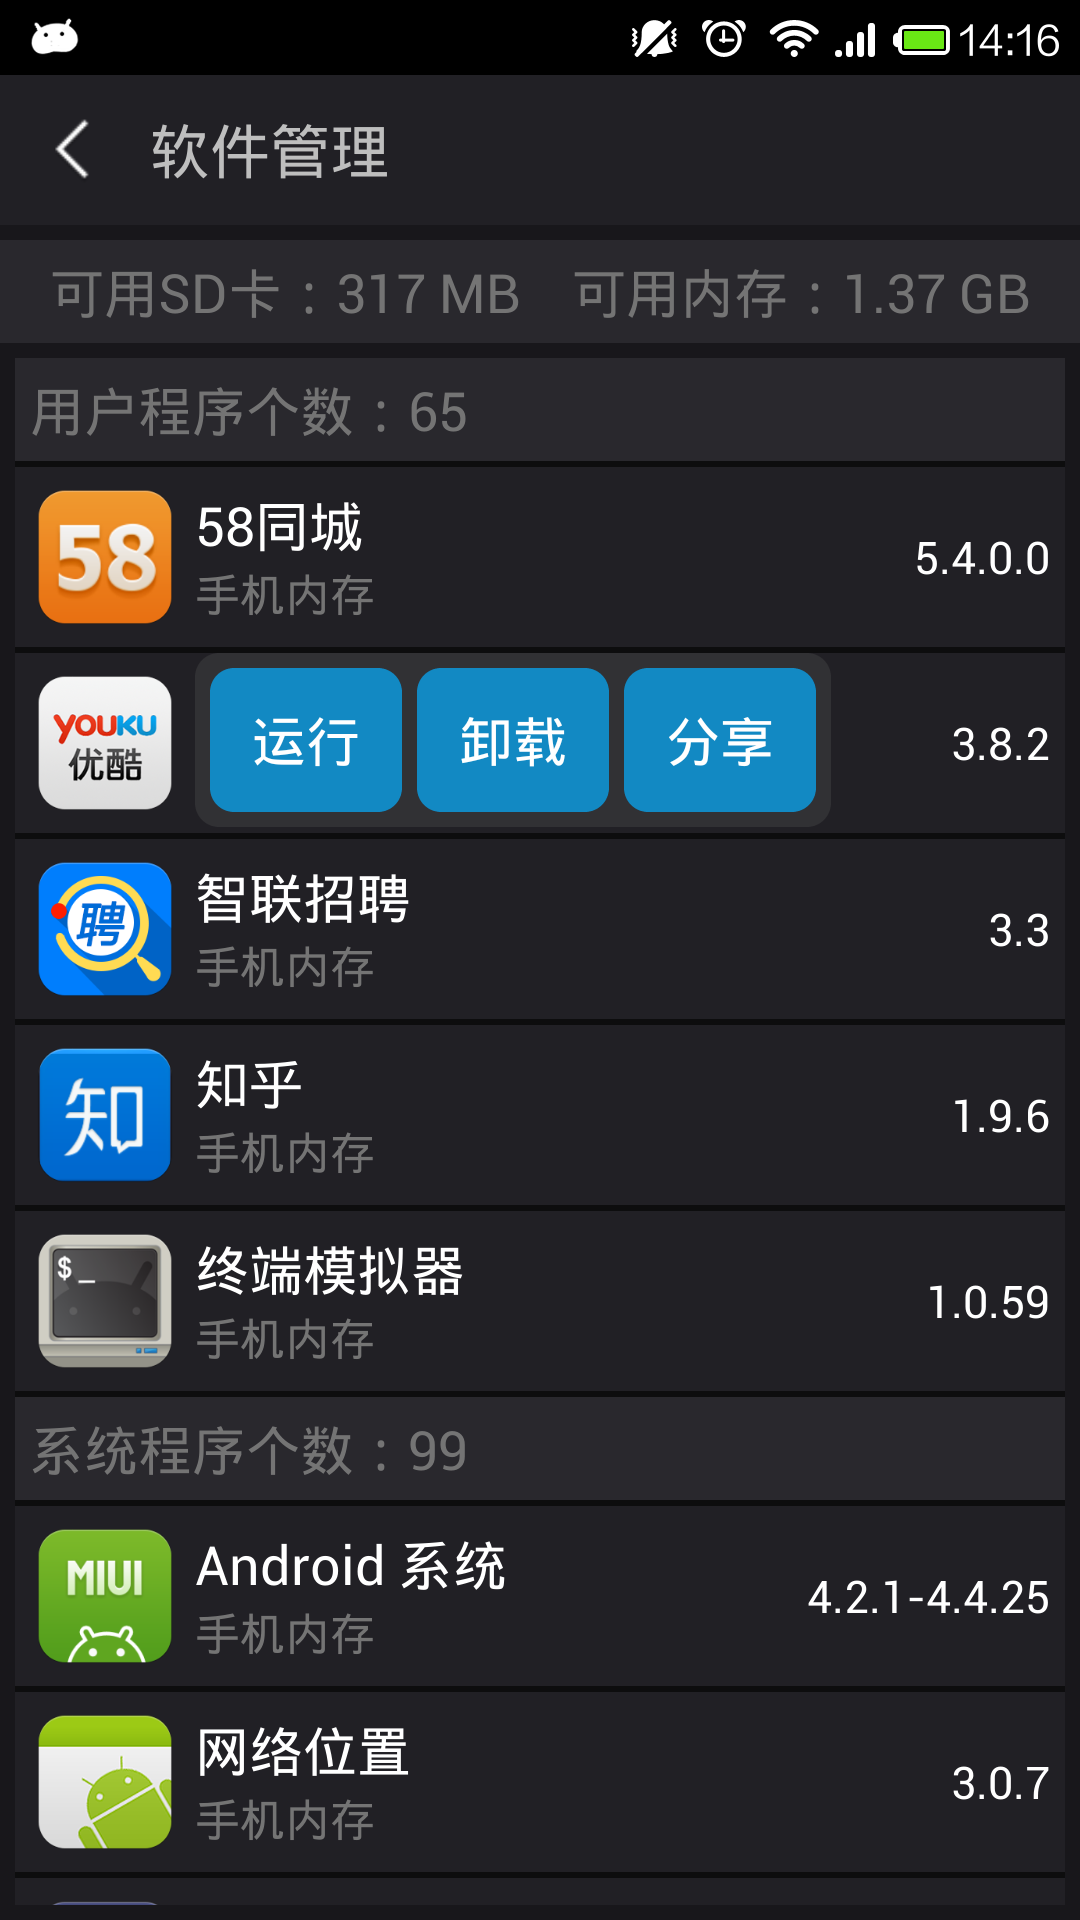 14:16
软件管理
可用SD卡：317 MB 可用内存：1.37 GB
用户程序个数：65
58
58同城
手机内存
5.4.0.0
YOUKU
优酷
运行 卸载 分享
3.8.2
聘
智联招聘
手机内存
3.3
知
知乎
手机内存
1.9.6
$_
终端模拟器
手机内存
1.0.59
系统程序个数：99
MIUI
Android 系统
手机内存
4.2.1-4.4.25
网络位置
手机内存
3.0.7